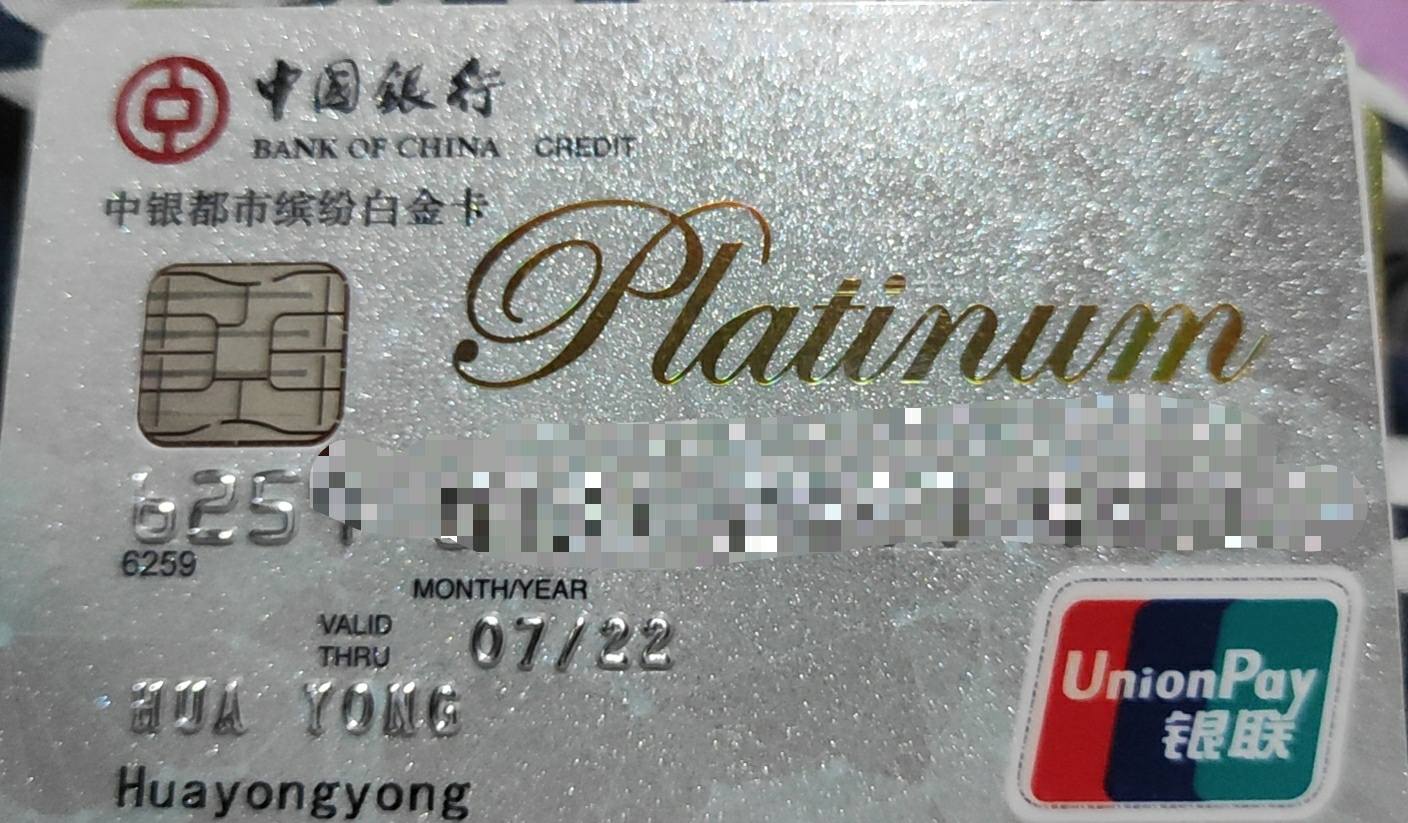 中国银行
BANK OF CHINA CREDIT
中银都市缤纷白金卡
Platinum
625
6259
MONTH/YEAR
VALID THRU 07/22
HUA YONG
Huayongyong
UnionPay
银联